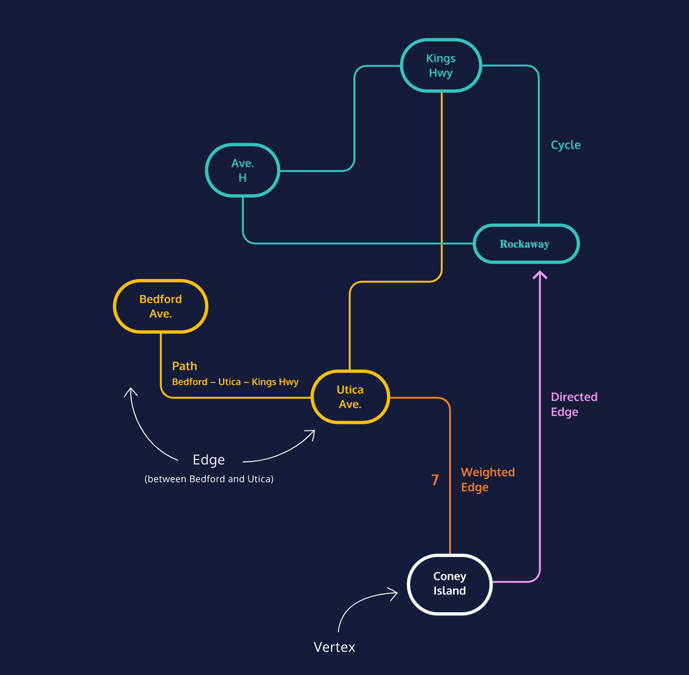 Kings
Hwy
Cycle
Ave.
H
Rockaway
Bedford
Ave.
Path
Bedford – Utica – Kings Hwy
Utica
Ave.
Directed
Edge
Edge
(between Bedford and Utica)
7
Weighted
Edge
Coney
Island
Vertex